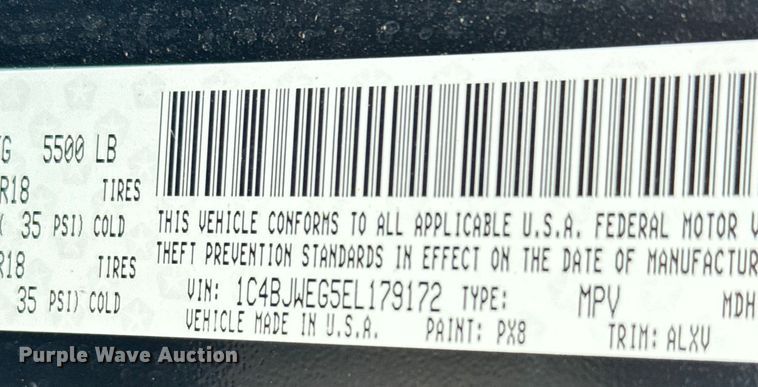 5500 LB
R18 TIRES
35 PSI) COLD
R18 TIRES
35 PSI) COLD
THIS VEHICLE CONFORMS TO ALL APPLICABLE U.S.A. FEDERAL MOTOR
THEFT PREVENTION STANDARDS IN EFFECT ON THE DATE OF MANUFACTUR
VIN: 1C4BJWEG5EL179172 TYPE: MPV MDH
VEHICLE MADE IN U.S.A. PAINT: PX8 TRIM: ALXV
Purple Wave Auction